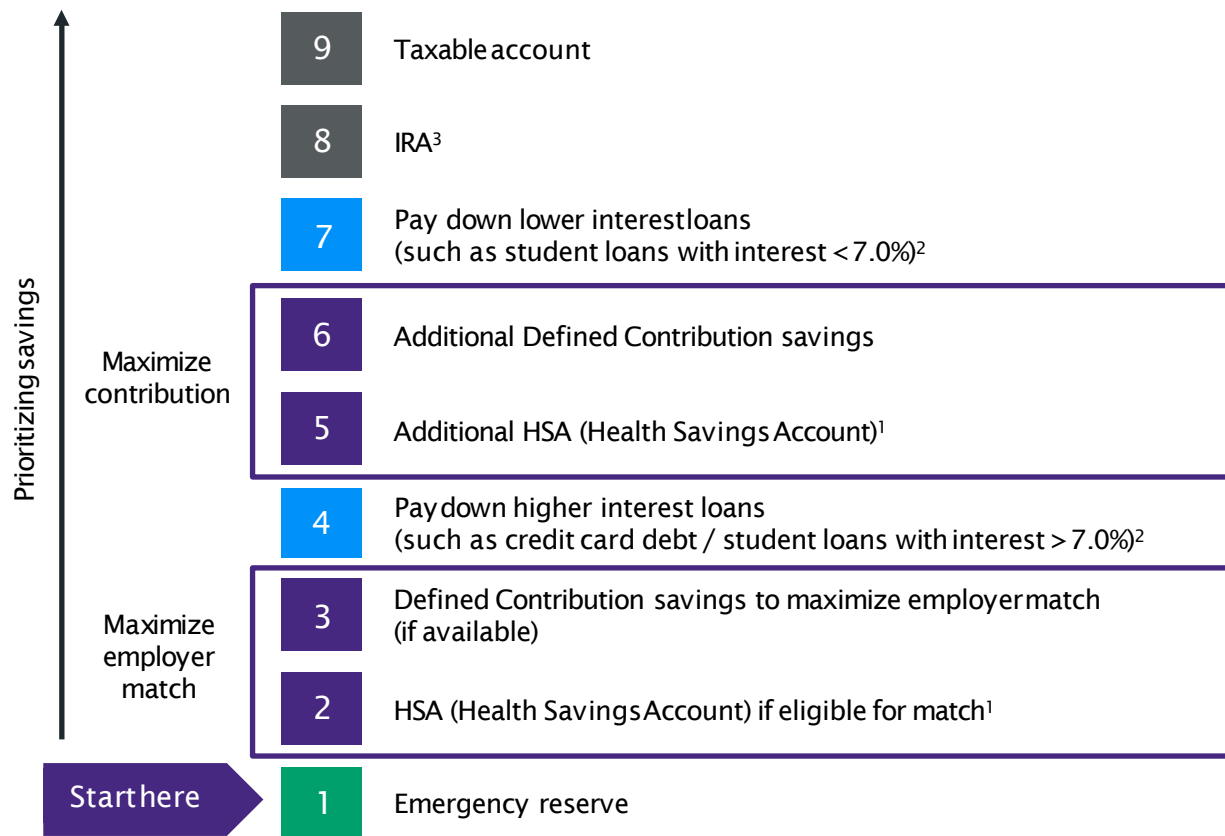 9
Taxable account
8
IRA³
7
Pay down lower interest loans
(such as student loans with interest <7.0%)²
6
Additional Defined Contribution savings
Maximize
contribution
5
Additional HSA (Health Savings Account)¹
4
Pay down higher interest loans
(such as credit card debt / student loans with interest >7.0%)²
3
Defined Contribution savings to maximize employer match
(if available)
Maximize
employer
match
2
HSA (Health Savings Account) if eligible for match¹
Start here
1
Emergency reserve
Prioritizing savings